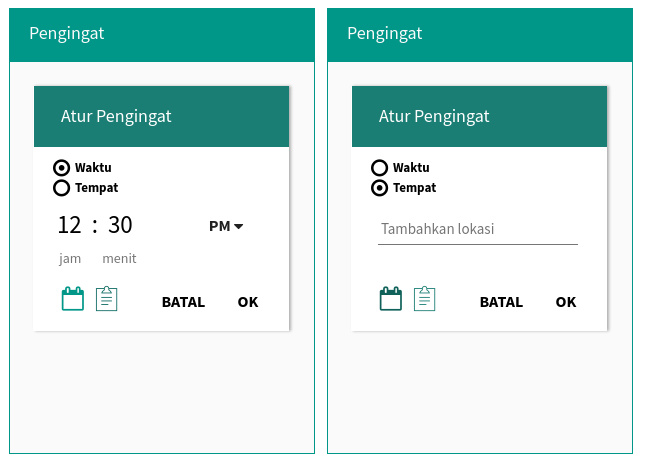 Pengingat
Atur Pengingat
Waktu
Tempat
12 : 30 PM
jam menit
BATAL OK
Pengingat
Atur Pengingat
Waktu
Tempat
Tambahkan lokasi
BATAL OK